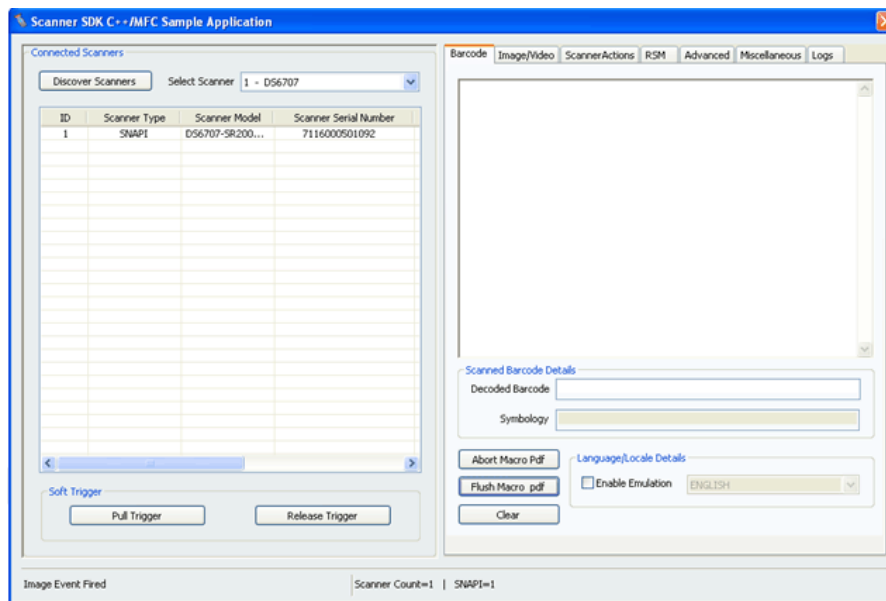 Scanner SDK C++/MFC Sample Application
Connected Scanners
Discover Scanners Select Scanner 1 - DS6707
ID Scanner Type Scanner Model Scanner Serial Number
1 SNAPI DS6707-SR200... 7116000501092
Soft Trigger
Pull Trigger Release Trigger
Barcode Image/Video ScannerActions RSM Advanced Miscellaneous Logs
Scanned Barcode Details
Decoded Barcode
Symbology
Abort Macro Pdf
Flush Macro pdf
Clear
Language/Locale Details
Enable Emulation ENGLISH
Image Event Fired Scanner Count=1 | SNAPI=1